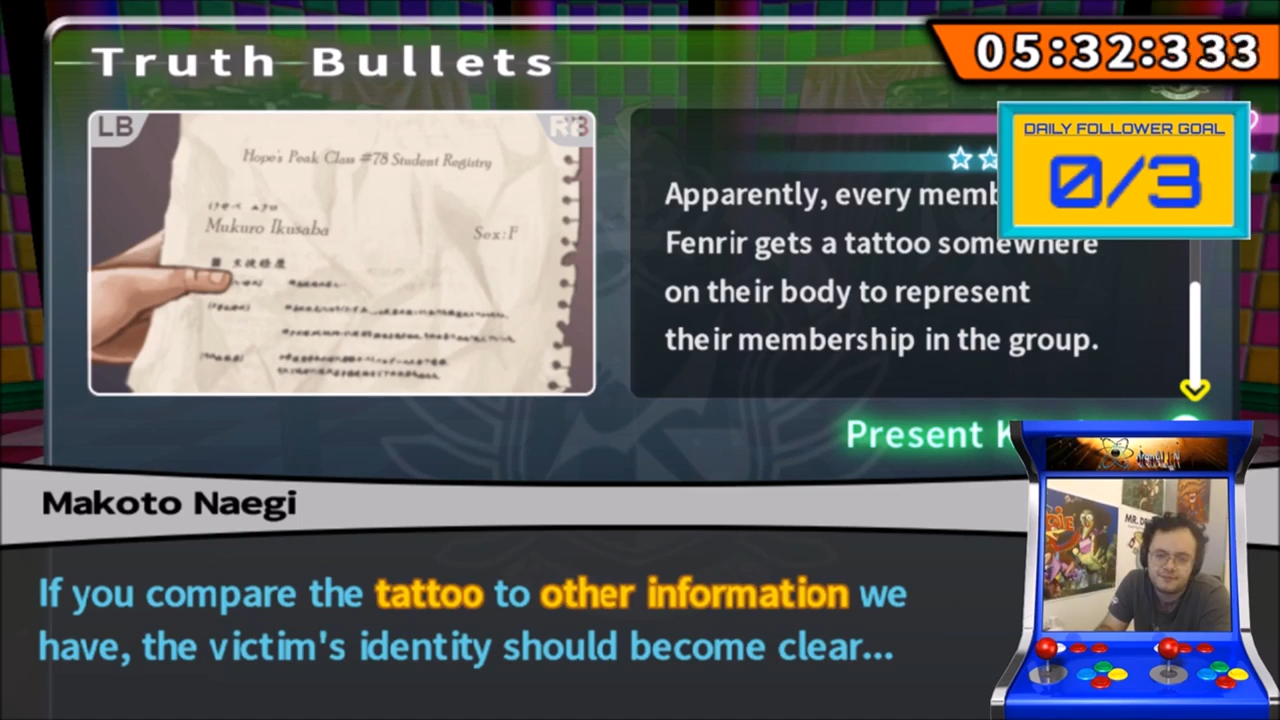 Truth Bullets
05:32:333
LB
DAILY FOLLOWER GOAL
0/3
Hope's Peak Class #78 Student Registry
Mukuro Ikusaba
Sex:F
Apparently, every
Fenrir gets a tattoo somewhere
on their body to represent
their membership in the group.
Present
Makoto Naegi
If you compare the tattoo to other information we
have, the victim's identity should become clear...